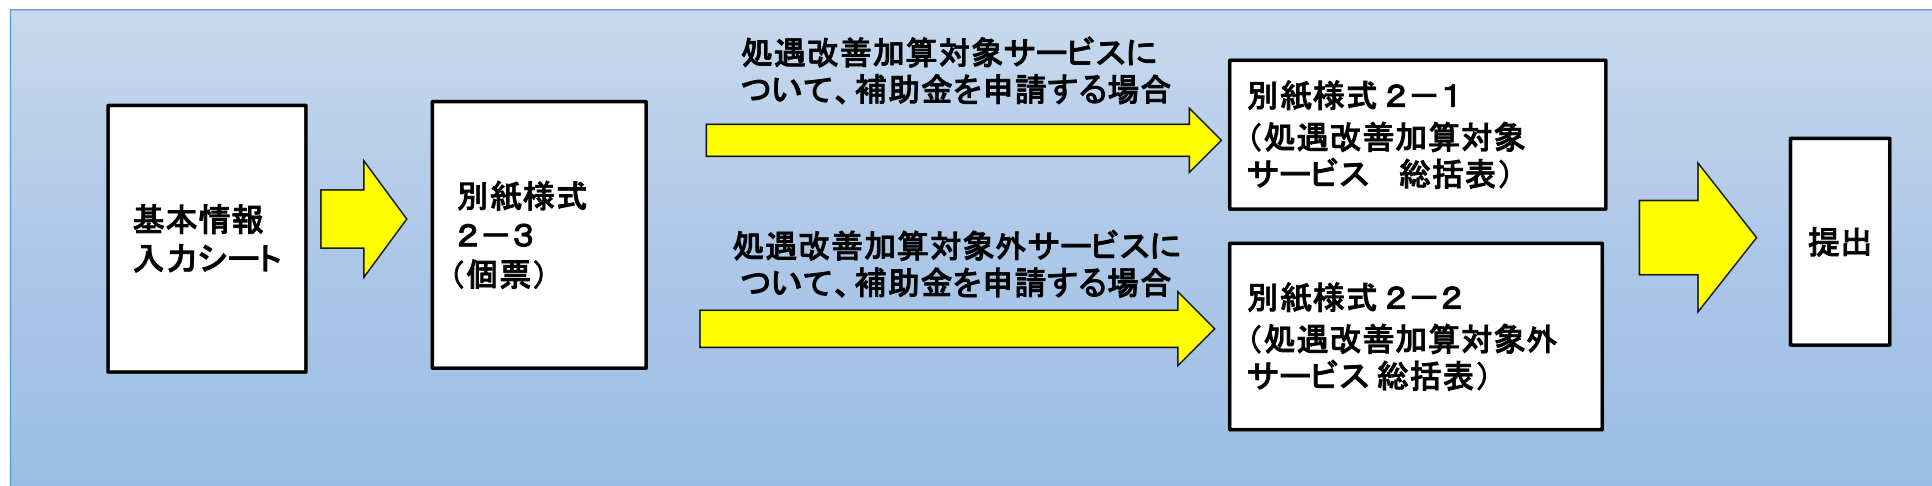 基本情報
入力シート
別紙様式
２－３
（個票）
処遇改善加算対象サービスに
ついて、補助金を申請する場合
処遇改善加算対象外サービスに
ついて、補助金を申請する場合
別紙様式２－１
（処遇改善加算対象
サービス　総括表）
別紙様式２－２
（処遇改善加算対象外
サービス 総括表）
提出